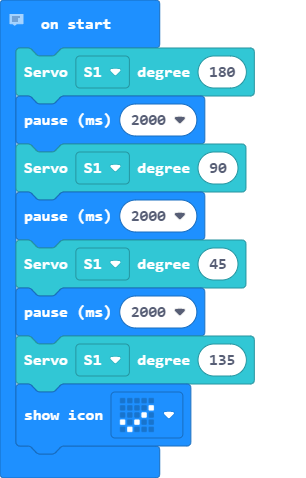 on start
Servo S1 degree 180
pause (ms) 2000
Servo S1 degree 90
pause (ms) 2000
Servo S1 degree 45
pause (ms) 2000
Servo S1 degree 135
show icon